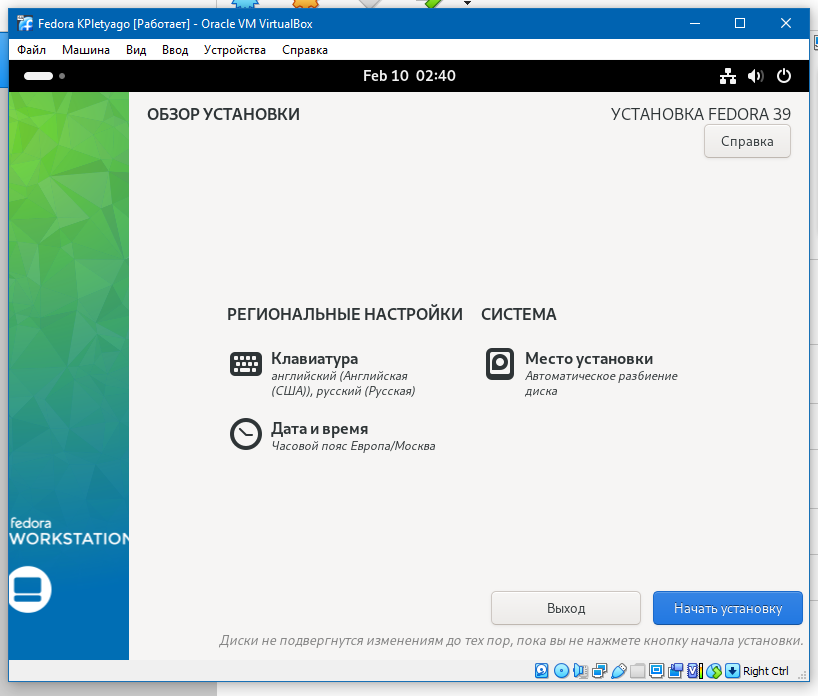 Fedora KPletyago [Работает] - Oracle VM VirtualBox
Файл Машина Вид Ввод Устройства Справка
Feb 10 02:40
ОБЗОР УСТАНОВКИ
УСТАНОВКА FEDORA 39
Справка
РЕГИОНАЛЬНЫЕ НАСТРОЙКИ
Клавиатура
английский (Английская
(США)), русский (Русская)
Дата и время
Часовой пояс Европа/Москва
СИСТЕМА
Место установки
Автоматическое разбиение
диска
fedora
WORKSTATION
Выход
Начать установку
Диски не подвергнутся изменениям до тех пор, пока вы не нажмете кнопку начала установки.
Right Ctrl